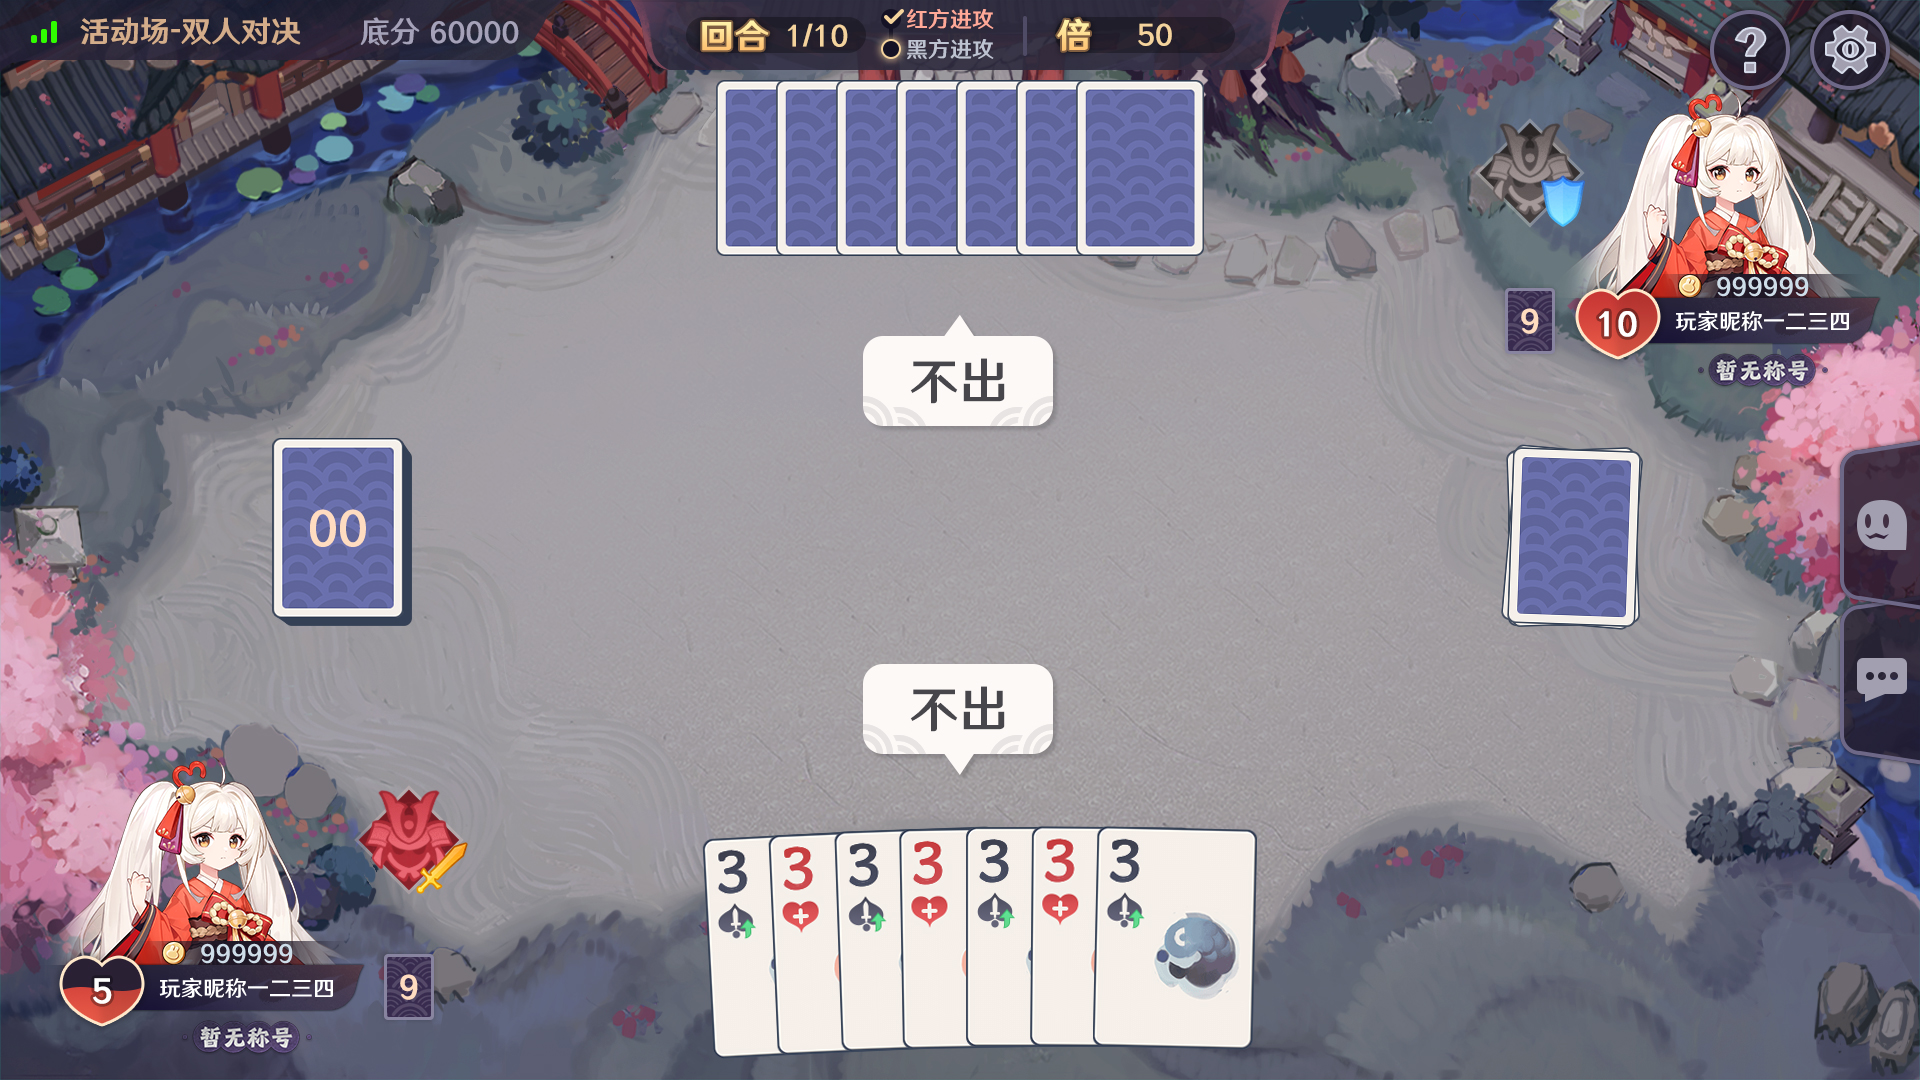 活动场-双人对决
底分 60000
回合 1/10
红方进攻
黑方进攻
倍 50
?
999999
9
10
玩家昵称一二三四
暂无称号
不出
00
不出
3
3
3
3
3
3
3
999999
5
玩家昵称一二三四
9
暂无称号